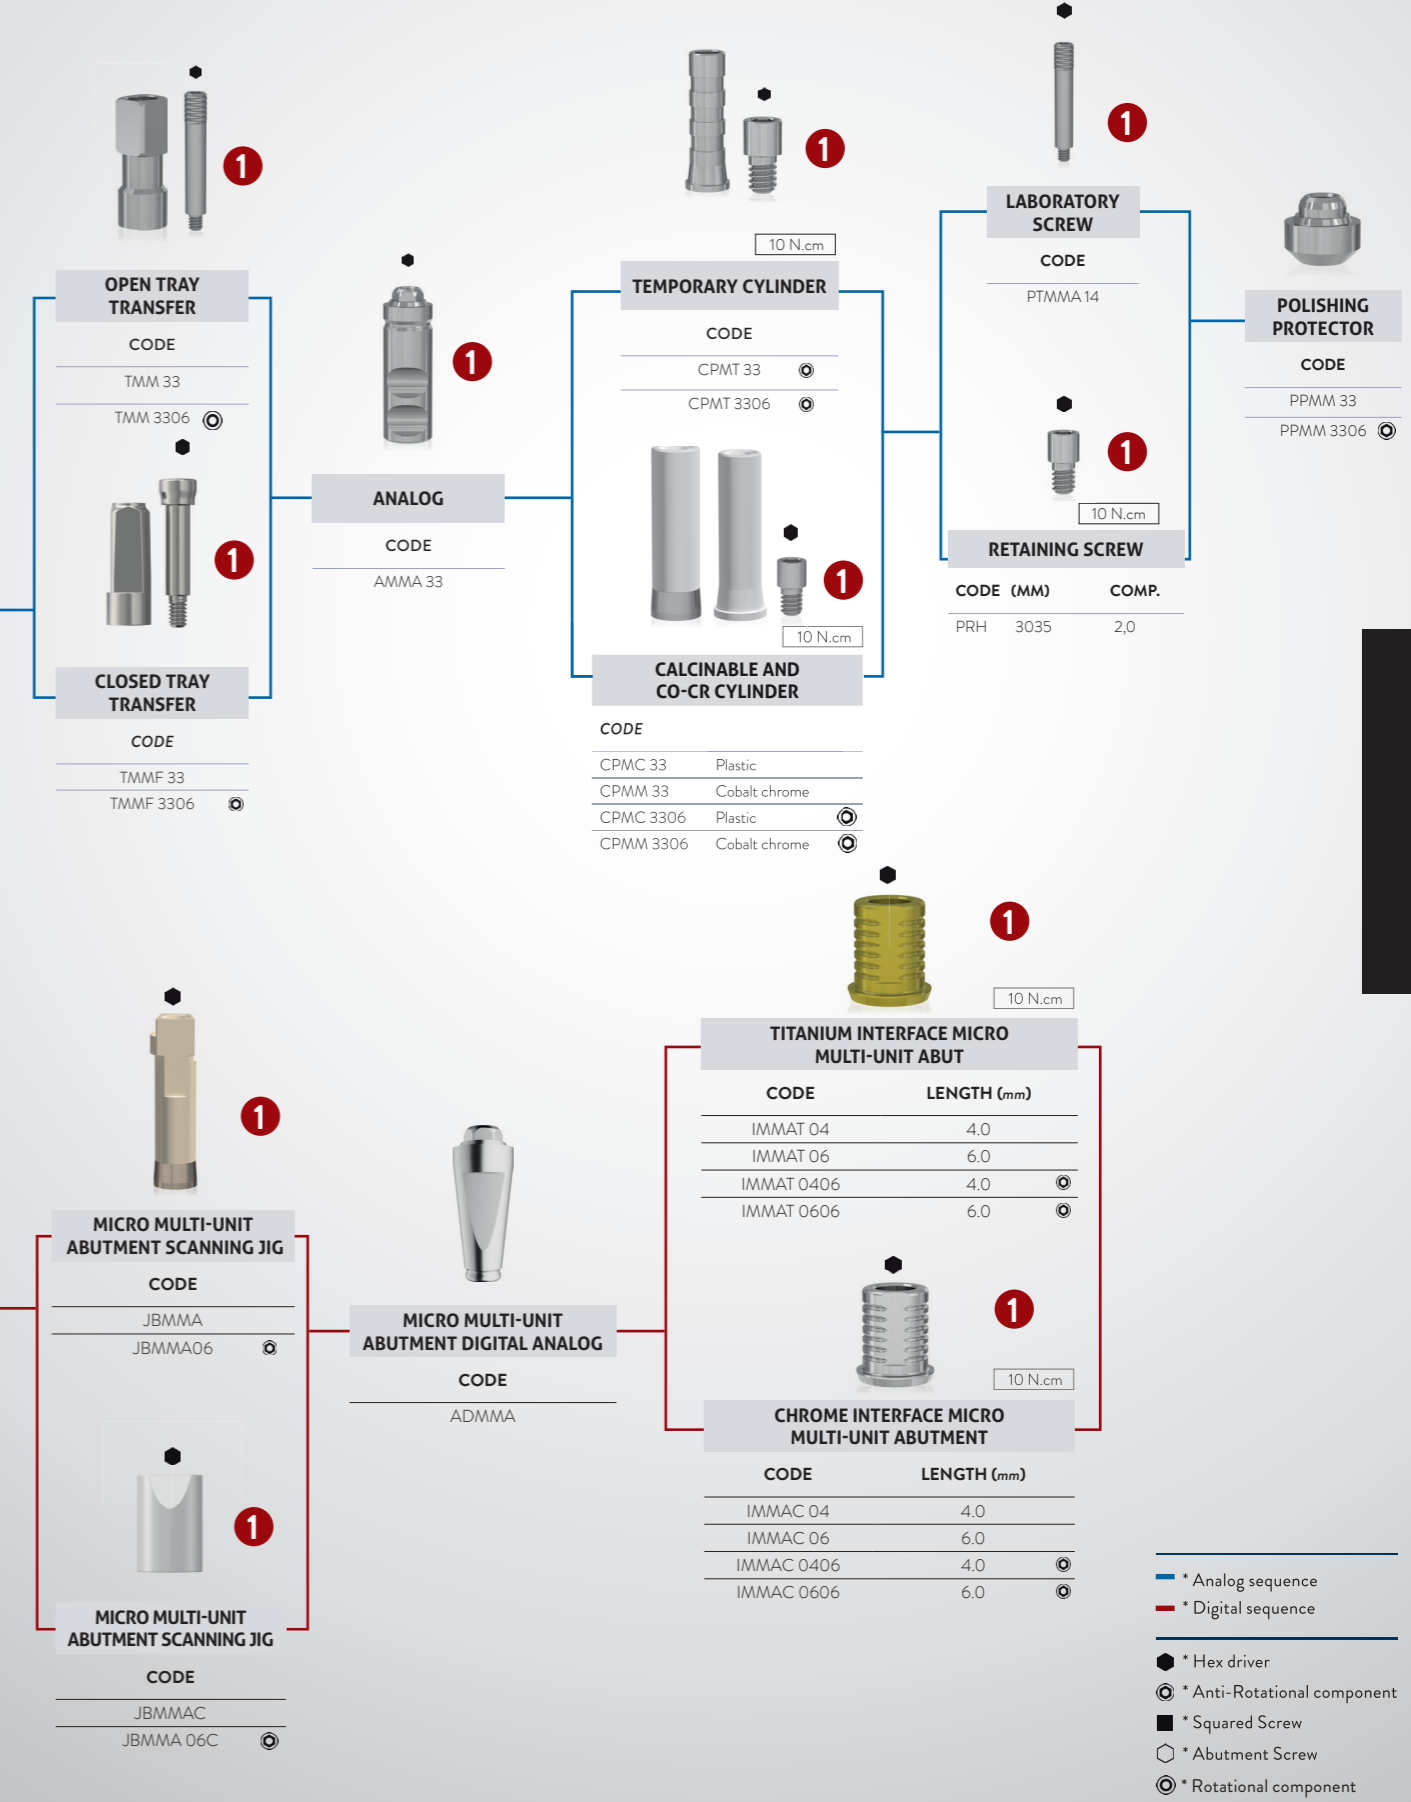 1
OPEN TRAY
TRANSFER
CODE
TMM 33
TMM 3306
1
CLOSED TRAY
TRANSFER
CODE
TMMF 33
TMMF 3306
1
ANALOG
CODE
AMMA 33
1
10 N.cm
TEMPORARY CYLINDER
CODE
CPMT 33
CPMT 3306
1
10 N.cm
CALCINABLE AND
CO-CR CYLINDER
CODE
CPMC 33 Plastic
CPMM 33 Cobalt chrome
CPMC 3306 Plastic
CPMM 3306 Cobalt chrome
1
LABORATORY
SCREW
CODE
PTMMA 14
1
10 N.cm
RETAINING SCREW
CODE (MM) COMP.
PRH 3035 2,0
POLISHING
PROTECTOR
CODE
PPMM 33
PPMM 3306
1
MICRO MULTI-UNIT
ABUTMENT SCANNING JIG
CODE
JBMMA
JBMMA06
1
MICRO MULTI-UNIT
ABUTMENT SCANNING JIG
CODE
JBMMAC
JBMMA 06C
MICRO MULTI-UNIT
ABUTMENT DIGITAL ANALOG
CODE
ADMMA
1
10 N.cm
TITANIUM INTERFACE MICRO
MULTI-UNIT ABUT
CODE LENGTH (mm)
IMMAT 04 4.0
IMMAT 06 6.0
IMMAT 0406 4.0
IMMAT 0606 6.0
1
10 N.cm
CHROME INTERFACE MICRO
MULTI-UNIT ABUTMENT
CODE LENGTH (mm)
IMMAC 04 4.0
IMMAC 06 6.0
IMMAC 0406 4.0
IMMAC 0606 6.0
* Analog sequence
* Digital sequence
* Hex driver
* Anti-Rotational component
* Squared Screw
* Abutment Screw
* Rotational component